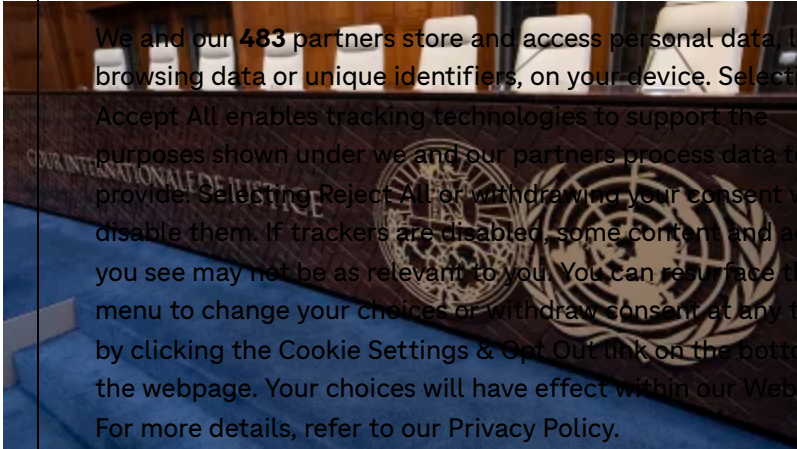 We and our 483 partners store and access personal data,
browsing data or unique identifiers, on your device.
Accept All enables tracking technologies to support the
purposes shown under we and our partners process data
provide. Selecting Reject All or withdrawing your consent
disable them. If trackers are disabled, some content and
you see may not be as relevant to you. You can resurface
menu to change your choices or withdraw consent at any
by clicking the Cookie Settings & Opt Out link on the
the webpage. Your choices will have effect within our
For more details, refer to our Privacy Policy.
COUR INTERNATIONALE DE JUSTICE